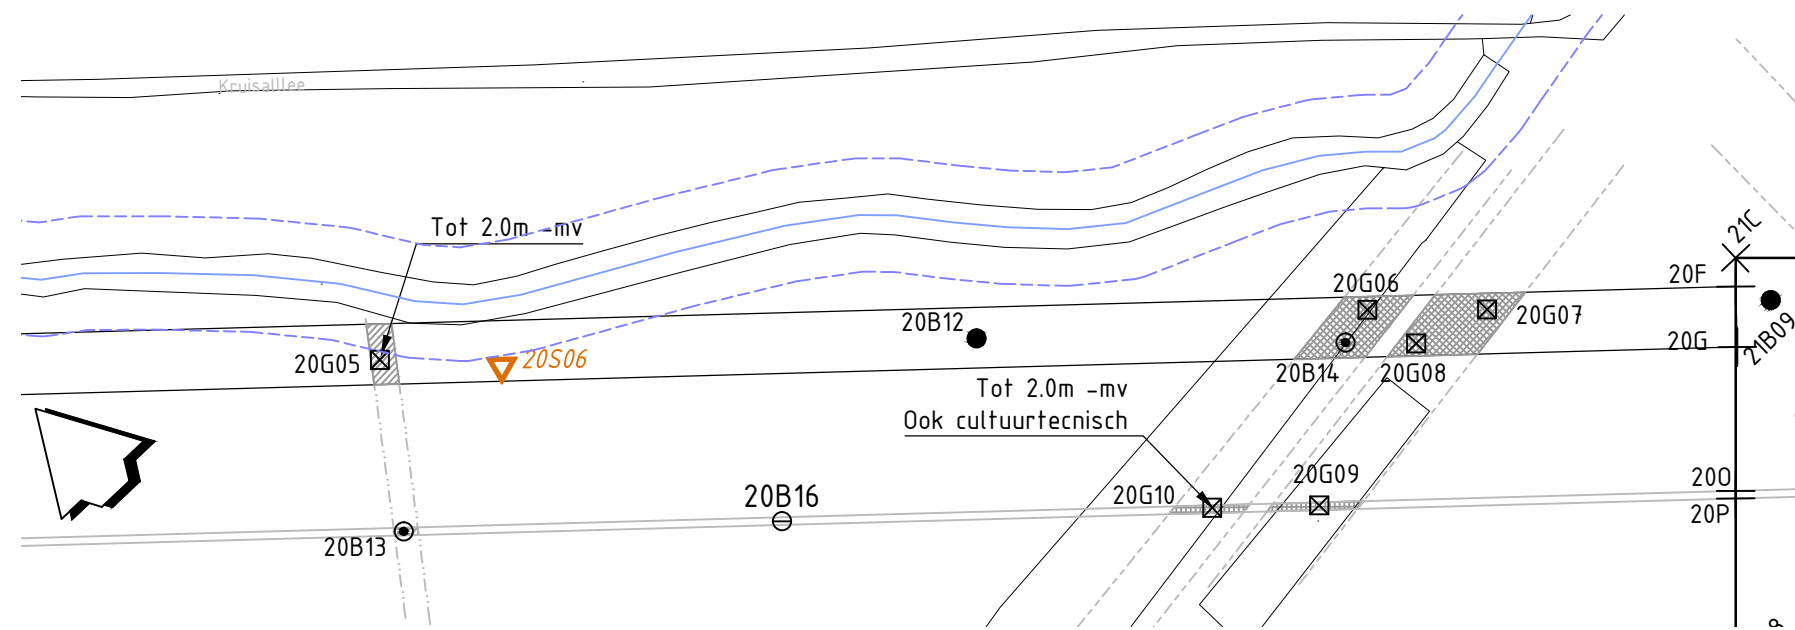 Kruisalllee
21C
Tot 2.0m -mv
20F
20G06
20G07
20B12
20G
21B09
20G05
20S06
20B14
20G08
Tot 2.0m -mv
Ook cultuurtecnisch
20G09
20O
20B16
20G10
20P
20B13